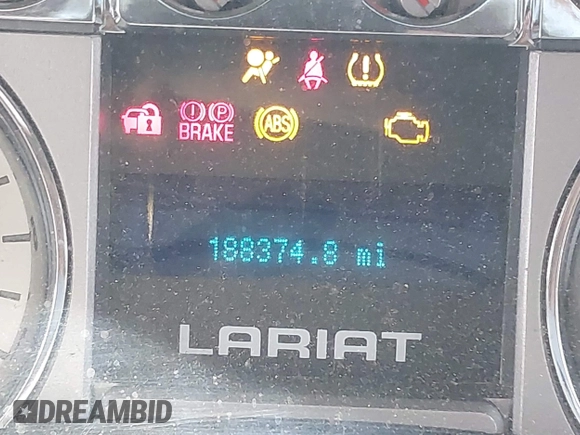 ! P
BRAKE
ABS
!
188374.8 mi
LARIAT
DREAMBID